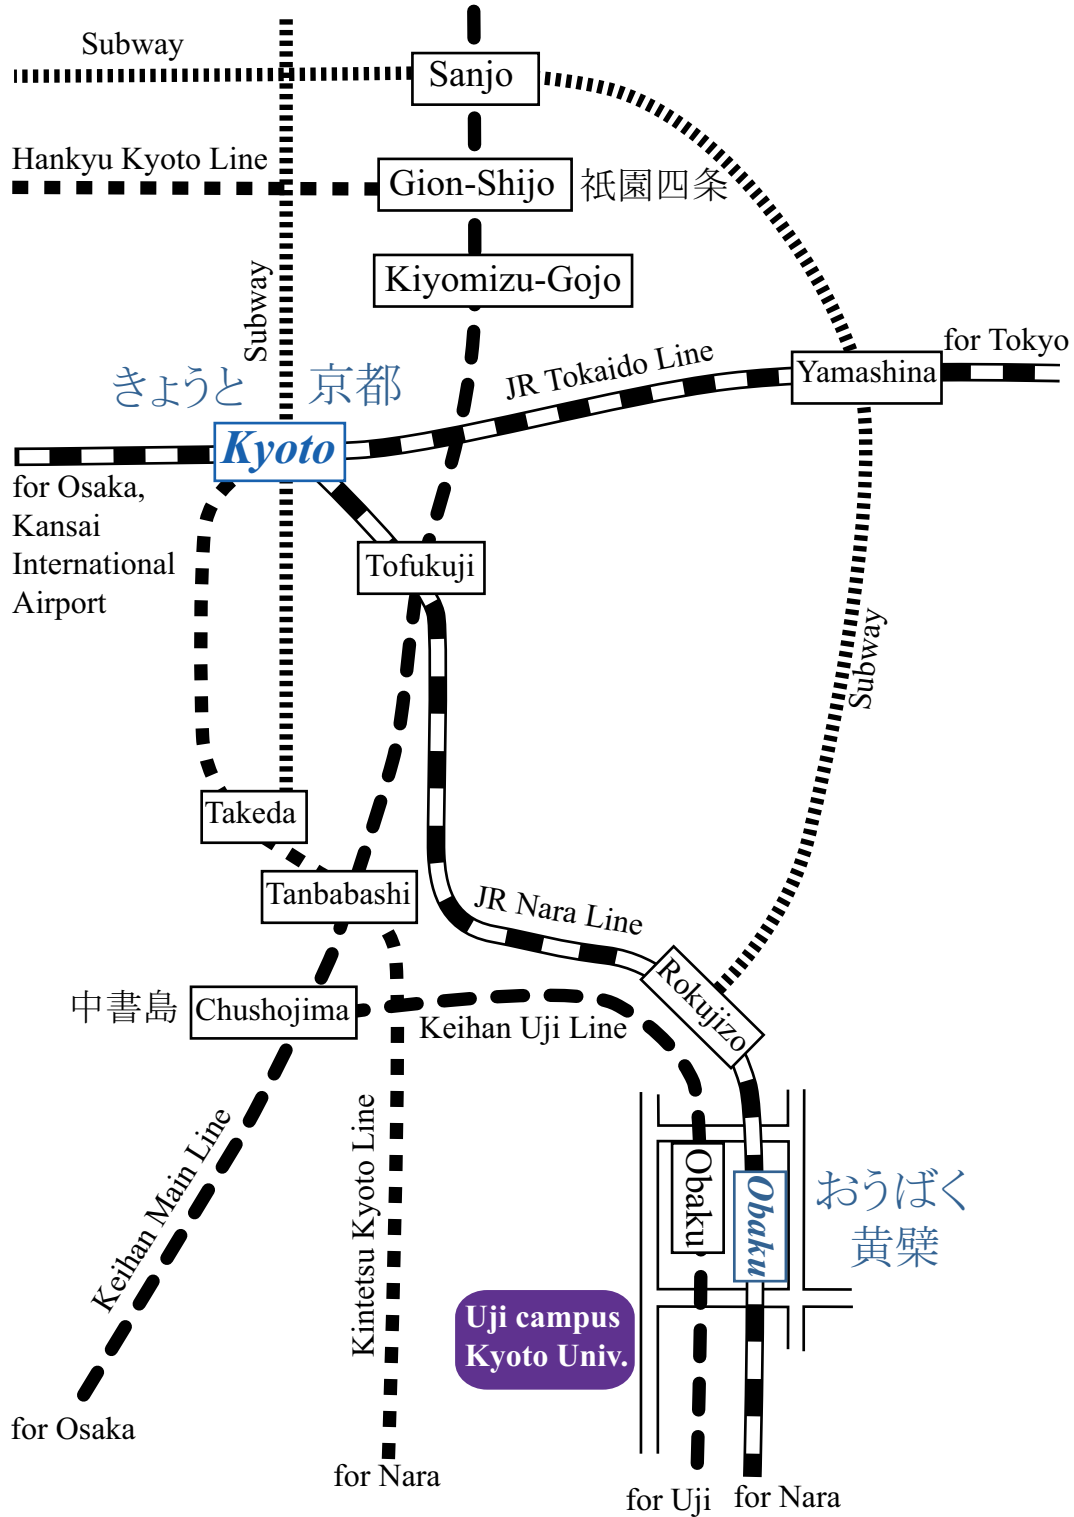 Subway
Sanjo
Hankyu Kyoto Line
Gion-Shijo
祇園四条
Kiyomizu-Gojo
Subway
for Tokyo
JR Tokaido Line
Yamashina
きょうと 京都
Kyoto
for Osaka,
Kansai
International
Airport
Tofukuji
Subway
Takeda
Tanbabashi
JR Nara Line
Rokujizo
中書島
Chushojima
Keihan Uji Line
Keihan Main Line
Kintetsu Kyoto Line
Obaku
Obaku
おうばく
黄檗
Uji campus
Kyoto Univ.
for Osaka
for Nara
for Uji
for Nara